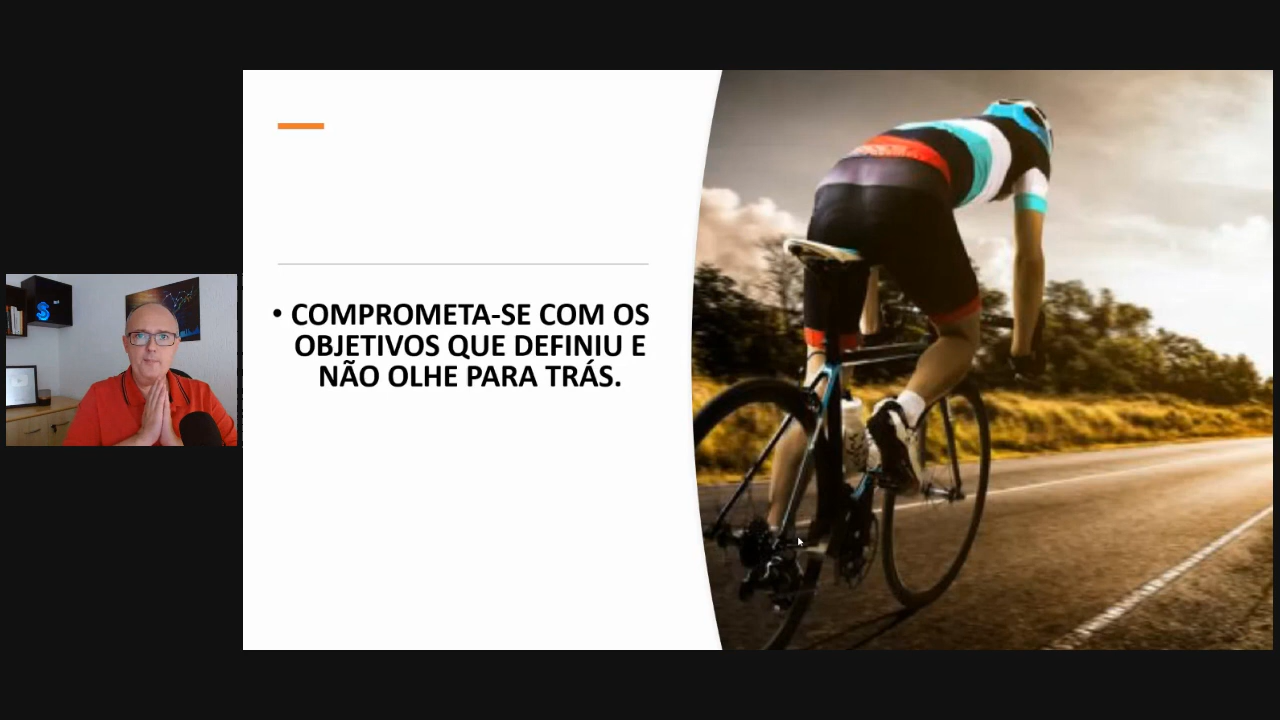 • COMPROMETA-SE COM OS
OBJETIVOS QUE DEFINIU E
NÃO OLHE PARA TRÁS.